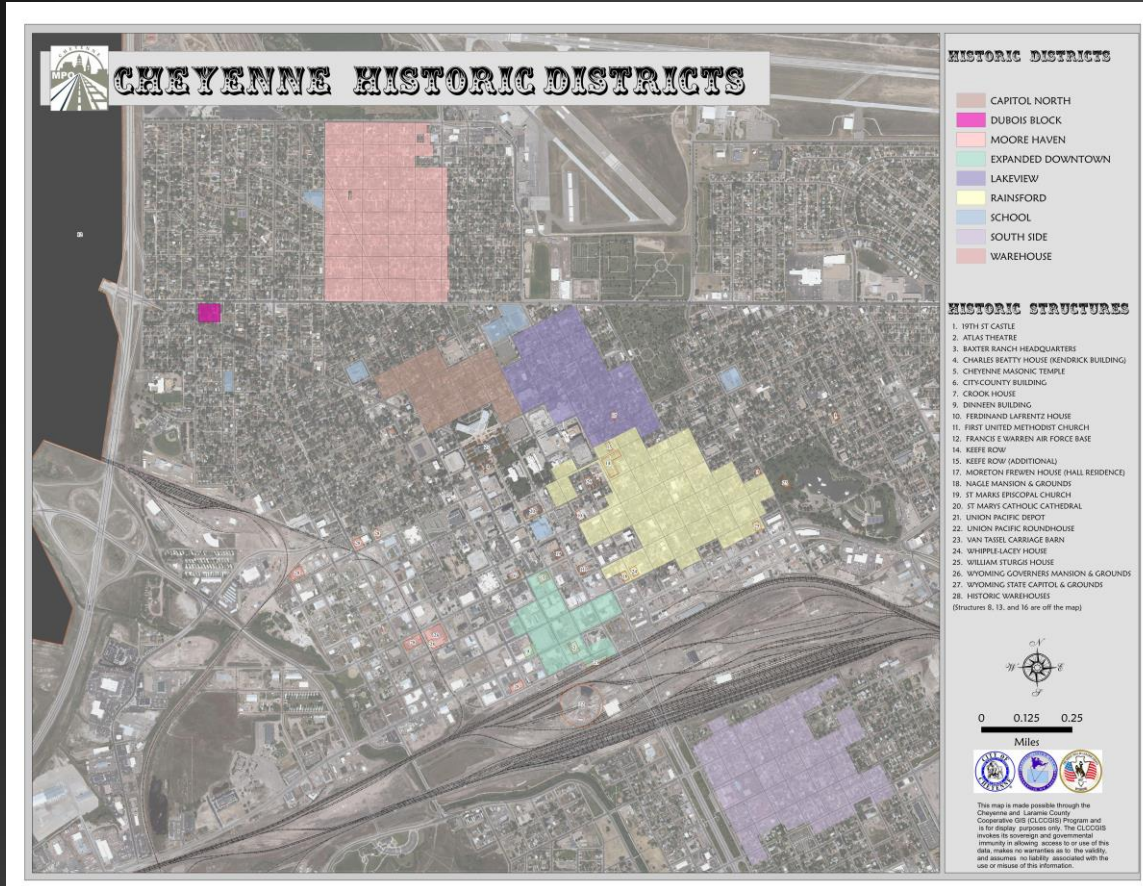 CHEYENNE
MPO
CHEYENNE HISTORIC DISTRICTS
HISTORIC DISTRICTS
CAPITOL NORTH
DUBOIS BLOCK
MOORE HAVEN
EXPANDED DOWNTOWN
LAKEVIEW
RAINSFORD
SCHOOL
SOUTH SIDE
WAREHOUSE
HISTORIC STRUCTURES
1. 19TH ST CASTLE
2. ATLAS THEATRE
3. BAXTER RANCH HEADQUARTERS
4. CHARLES BEATTY HOUSE (KENDRICK BUILDING)
5. CHEYENNE MASONIC TEMPLE
6. CITY-COUNTY BUILDING
7. CROOK HOUSE
9. DINNEEN BUILDING
10. FERDINAND LAFRENTZ HOUSE
11. FIRST UNITED METHODIST CHURCH
12. FRANCIS E WARREN AIR FORCE BASE
14. KEEFE ROW
15. KEEFE ROW (ADDITIONAL)
17. MORETON FREWEN HOUSE (HALL RESIDENCE)
18. NAGLE MANSION & GROUNDS
19. ST MARKS EPISCOPAL CHURCH
20. ST MARYS CATHOLIC CATHEDRAL
21. UNION PACIFIC DEPOT
22. UNION PACIFIC ROUNDHOUSE
23. VAN TASSEL CARRIAGE BARN
24. WHIPPLE-LACEY HOUSE
25. WILLIAM STURGIS HOUSE
26. WYOMING GOVERNERS MANSION & GROUNDS
27. WYOMING STATE CAPITOL & GROUNDS
28. HISTORIC WAREHOUSES
(Structures 8, 13, and 16 are off the map)
N
W E
S
0 0.125 0.25
Miles
CITY OF
CHEYENNE
This map is made possible through the
Cheyenne and Laramie County
Cooperative GIS (CLCCGIS) Program and
is for display purposes only. The CLCCGIS
invokes its sovereign and governmental
immunity in allowing access to or use of this
data, makes no warranties as to the validity,
and assumes no liability associated with the
use or misuse of this information.